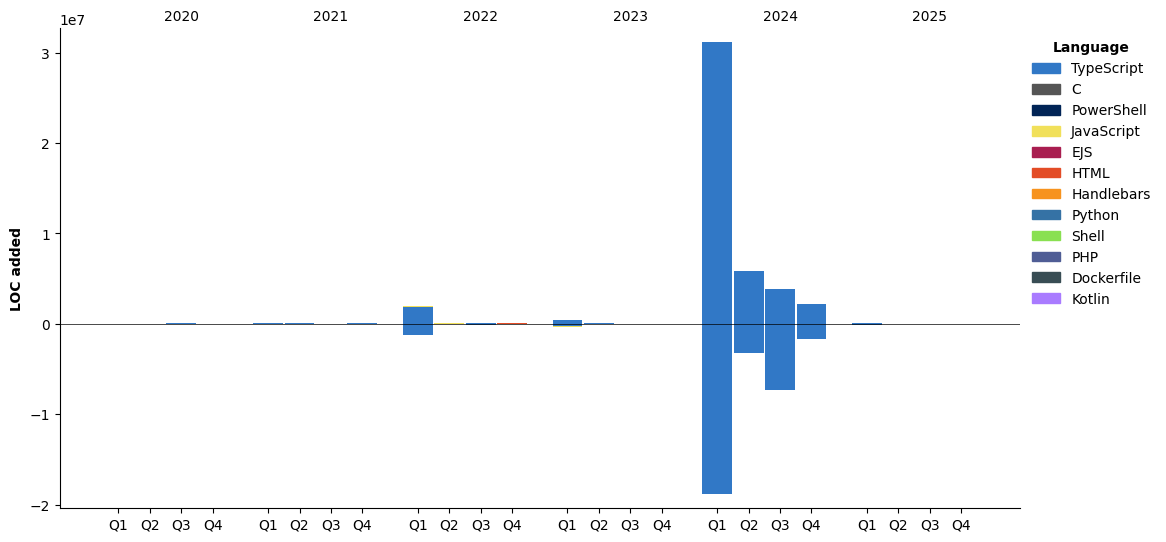 2020 2021 2022 2023 2024 2025
1e7
Language
TypeScript
C
PowerShell
JavaScript
EJS
HTML
Handlebars
Python
Shell
PHP
Dockerfile
Kotlin
LOC added
3
2
1
0
−1
−2
Q1 Q2 Q3 Q4 Q1 Q2 Q3 Q4 Q1 Q2 Q3 Q4 Q1 Q2 Q3 Q4 Q1 Q2 Q3 Q4 Q1 Q2 Q3 Q4